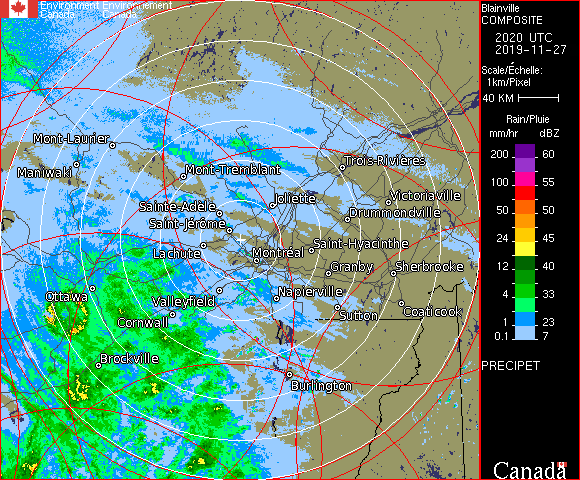 Environment Environnement
Canada Canada
Blainville
COMPOSITE
2020 UTC
2019-11-27
Scale/Échelle:
1km/Pixel
40 KM
Rain/Pluie
mm/hr dBZ
200 60
100 55
50 50
24 45
12 40
4 33
1 23
0.1 7
PRECIPET
Canada
Mont-Laurier
Maniwaki
Mont-Tremblant
Trois-Rivières
Sainte-Adèle
Joliette
Victoriaville
Drummondville
Saint-Jérôme
Lachute
Montréal
Saint-Hyacinthe
Granby
Sherbrooke
Ottawa
Valleyfield
Napierville
Cornwall
Sutton
Coaticook
Brockville
Burlington